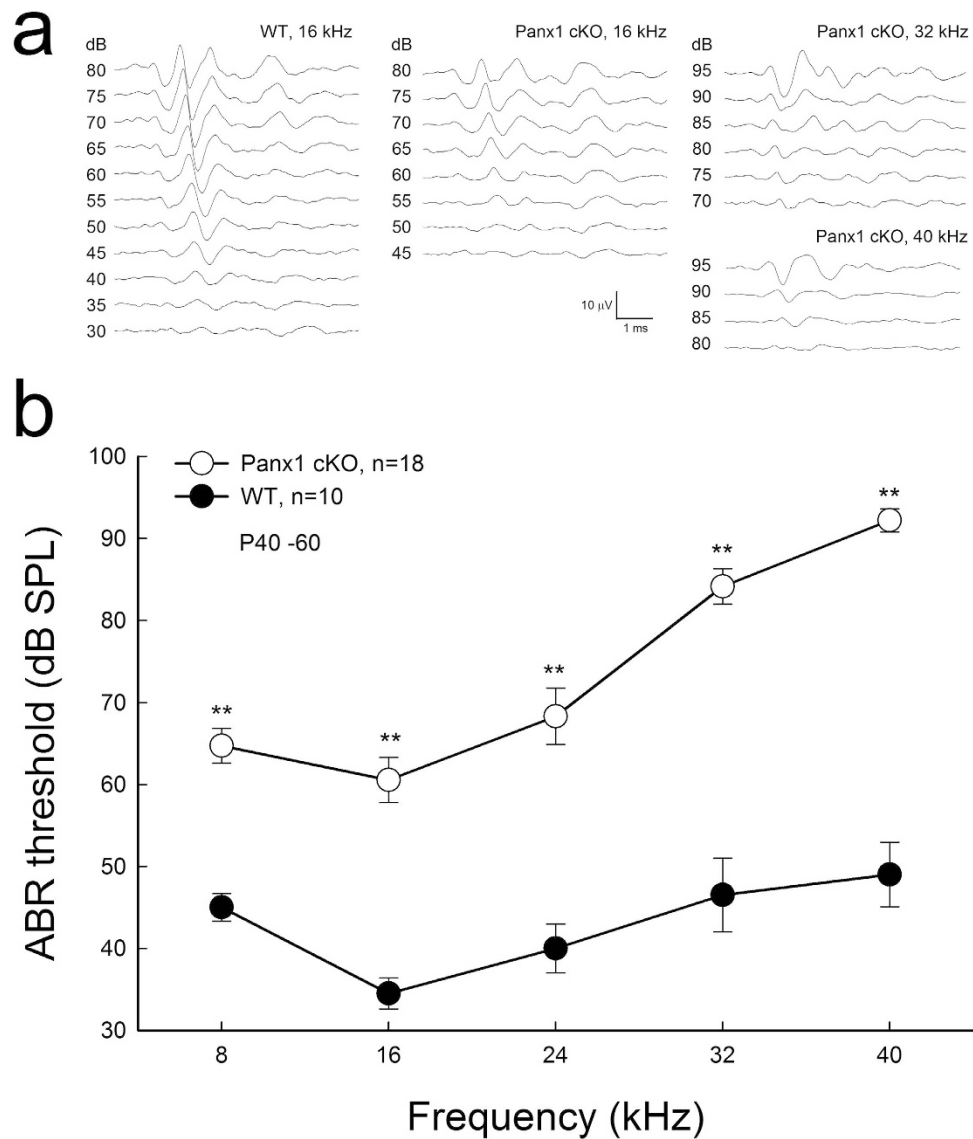 a
WT, 16 kHz
dB
80
75
70
65
60
55
50
45
40
35
30
Panx1 cKO, 16 kHz
dB
80
75
70
65
60
55
50
45
10 μV
1 ms
Panx1 cKO, 32 kHz
dB
95
90
85
80
75
70
Panx1 cKO, 40 kHz
95
90
85
80
b
Panx1 cKO, n=18
WT, n=10
P40 -60
ABR threshold (dB SPL)
100
90
80
70
60
50
40
30
**
**
**
**
**
8 16 24 32 40
Frequency (kHz)